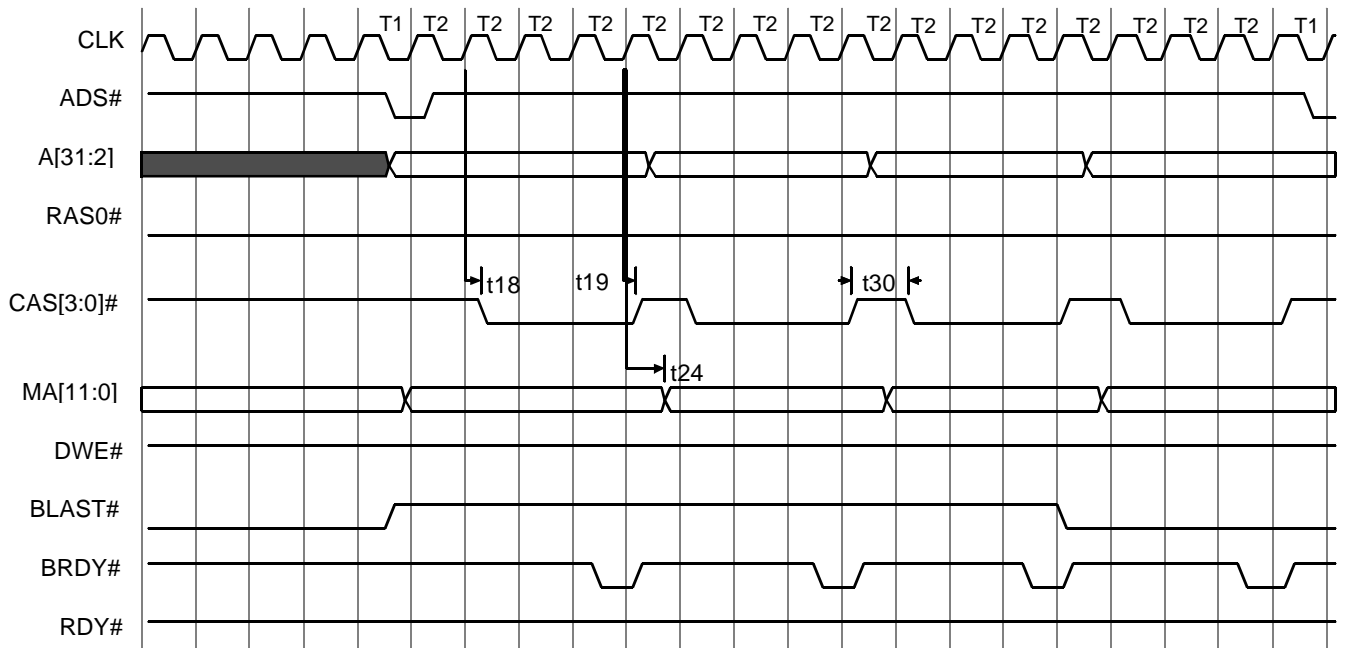 T1 T2 T2 T2 T2 T2 T2 T2 T2 T2 T2 T2 T2 T2 T2 T2 T2 T1
CLK
ADS#
A[31:2]
RAS0#
t18 t19 t30
CAS[3:0]#
t24
MA[11:0]
DWE#
BLAST#
BRDY#
RDY#